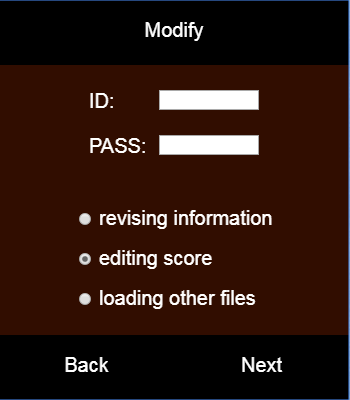 Modify
ID:
PASS:
revising information
editing score
loading other files
Back Next